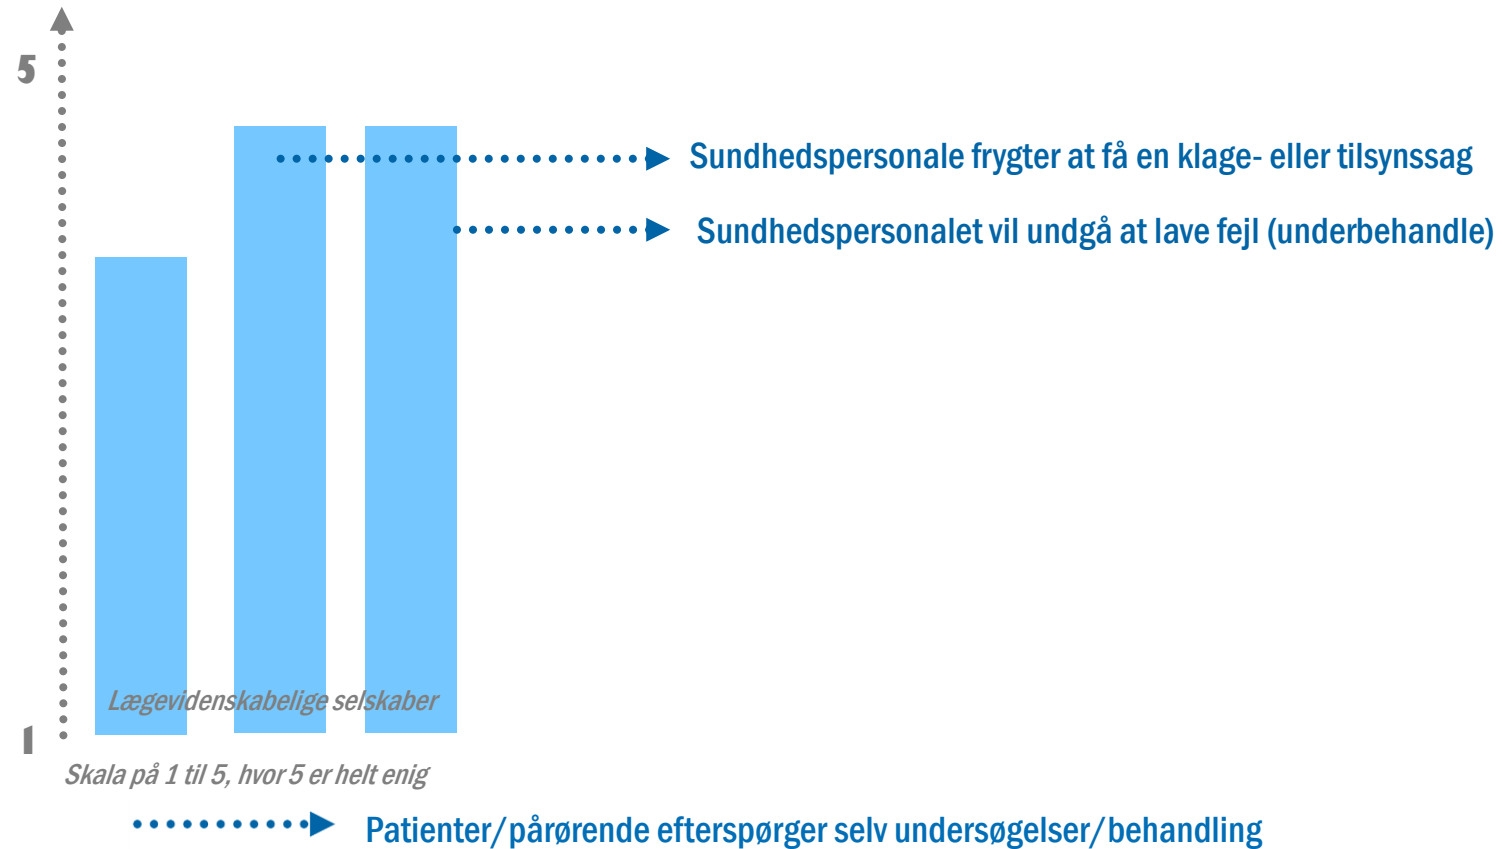 5
Sundhedspersonale frygter at få en klage- eller tilsynssag
Sundhedspersonalet vil undgå at lave fejl (underbehandle)
Lægevidenskabelige selskaber
1
Skala på 1 til 5, hvor 5 er helt enig
Patienter/pårørende efterspørger selv undersøgelser/behandling